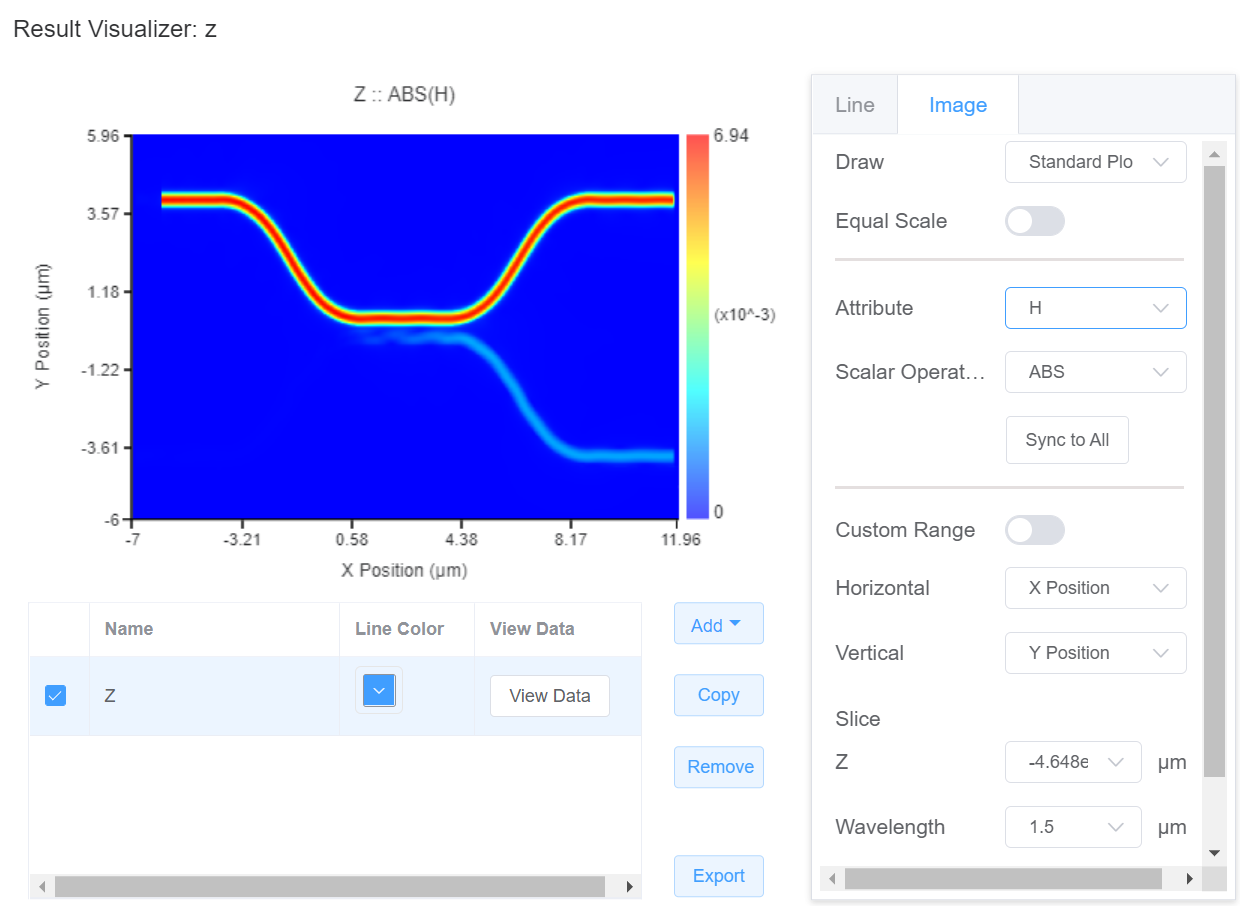 Result Visualizer: z
Z :: ABS(H)
5.96
3.57
1.18
-1.22
-3.61
-6
Y Position (μm)
-7 -3.21 0.58 4.38 8.17 11.96
X Position (μm)
6.94
(x10^-3)
0
Name Line Color View Data
Z View Data
Add
Copy
Remove
Export
Line Image
Draw Standard Plo
Equal Scale
Attribute H
Scalar Operat... ABS
Sync to All
Custom Range
Horizontal X Position
Vertical Y Position
Slice
Z -4.648e μm
Wavelength 1.5 μm